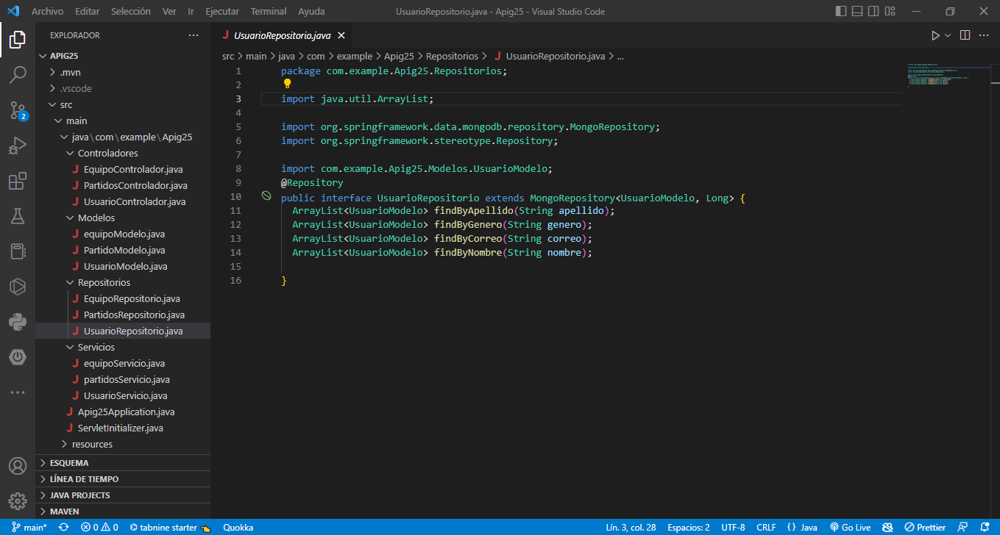 Archivo Editar Selección Ver Ir Ejecutar Terminal Ayuda
UsuarioRepositorio.java - Apig25 - Visual Studio Code
EXPLORADOR
APIG25
.mvn
.vscode
src
main
java\com\example\Apig25
Controladores
J EquipoControlador.java
J PartidosControlador.java
J UsuarioControlador.java
Modelos
J equipoModelo.java
J PartidoModelo.java
J UsuarioModelo.java
Repositorios
J EquipoRepositorio.java
J PartidosRepositorio.java
J UsuarioRepositorio.java
Servicios
J equipoServicio.java
J partidosServicio.java
J UsuarioServicio.java
J Apig25Application.java
J ServletInitializer.java
resources
ESQUEMA
LÍNEA DE TIEMPO
JAVA PROJECTS
MAVEN
2
J UsuarioRepositorio.java
src > main > java > com > example > Apig25 > Repositorios > J UsuarioRepositorio.java > ...
1 package com.example.Apig25.Repositorios;
2
3 import java.util.ArrayList;
4
5 import org.springframework.data.mongodb.repository.MongoRepository;
6 import org.springframework.stereotype.Repository;
7
8 import com.example.Apig25.Modelos.UsuarioModelo;
9 @Repository
10 public interface UsuarioRepositorio extends MongoRepository<UsuarioModelo, Long> {
11 ArrayList<UsuarioModelo> findByApellido(String apellido);
12 ArrayList<UsuarioModelo> findByGenero(String genero);
13 ArrayList<UsuarioModelo> findByCorreo(String correo);
14 ArrayList<UsuarioModelo> findByNombre(String nombre);
15
16 }
main* 0 0 tabnine starter Quokka Lín. 3, col. 28 Espacios: 2 UTF-8 CRLF {} Java Go Live Prettier